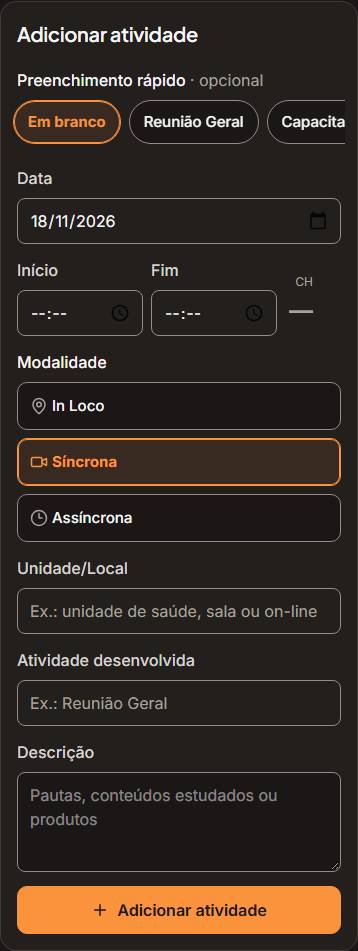 Adicionar atividade
Preenchimento rápido · opcional
Em branco Reunião Geral Capacita
Data
18/11/2026
Início Fim CH
--:-- --:-- —
Modalidade
In Loco
Síncrona
Assíncrona
Unidade/Local
Ex.: unidade de saúde, sala ou on-line
Atividade desenvolvida
Ex.: Reunião Geral
Descrição
Pautas, conteúdos estudados ou
produtos
+ Adicionar atividade